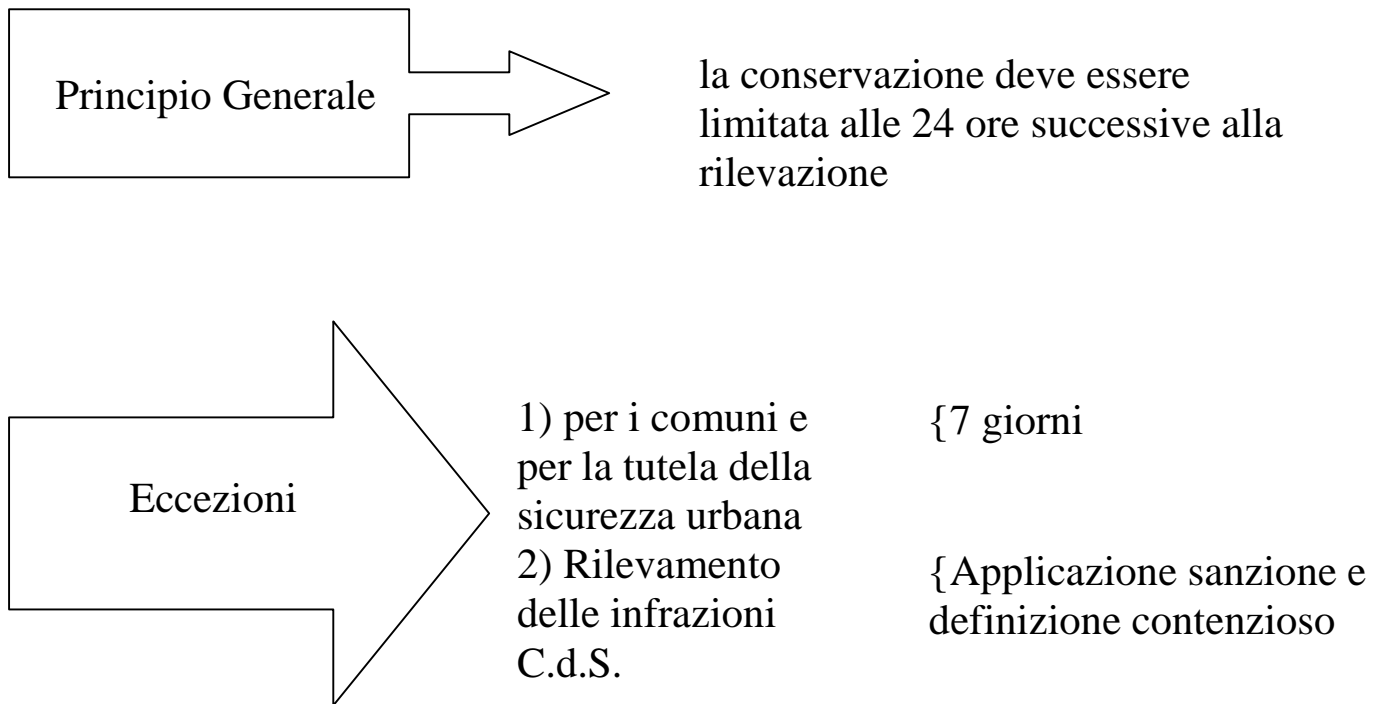 Principio Generale
la conservazione deve essere
limitata alle 24 ore successive alla
rilevazione
Eccezioni
1) per i comuni e
per la tutela della
sicurezza urbana
2) Rilevamento
delle infrazioni
C.d.S.
{7 giorni
{Applicazione sanzione e
definizione contenzioso